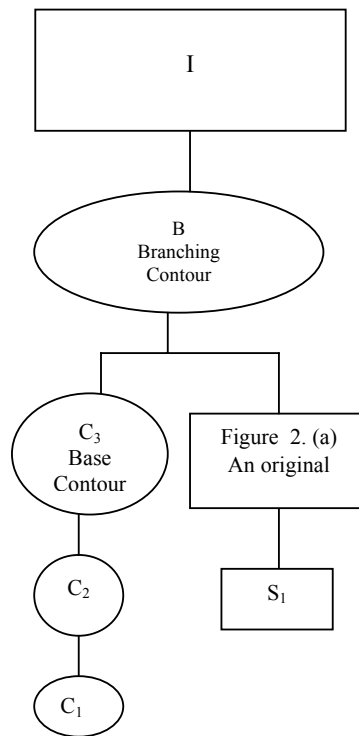 I
B
Branching
Contour
C₃
Base
Contour
Figure 2. (a)
An original
C₂
S₁
C₁